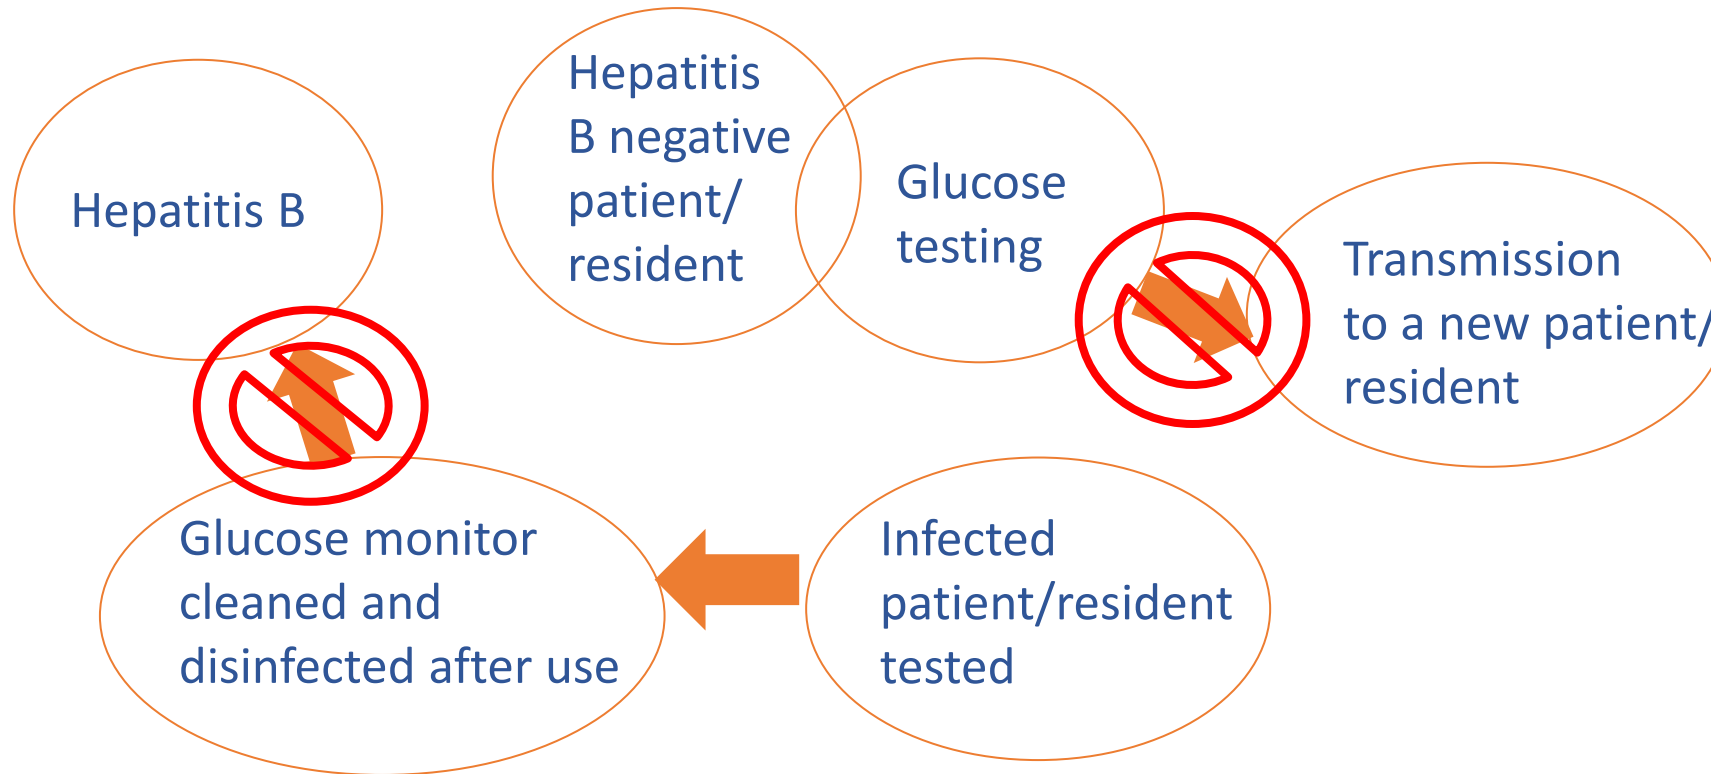 Hepatitis B
Hepatitis
B negative
patient/
resident
Glucose
testing
Transmission
to a new patient/
resident
Glucose monitor
cleaned and
disinfected after use
Infected
patient/resident
tested